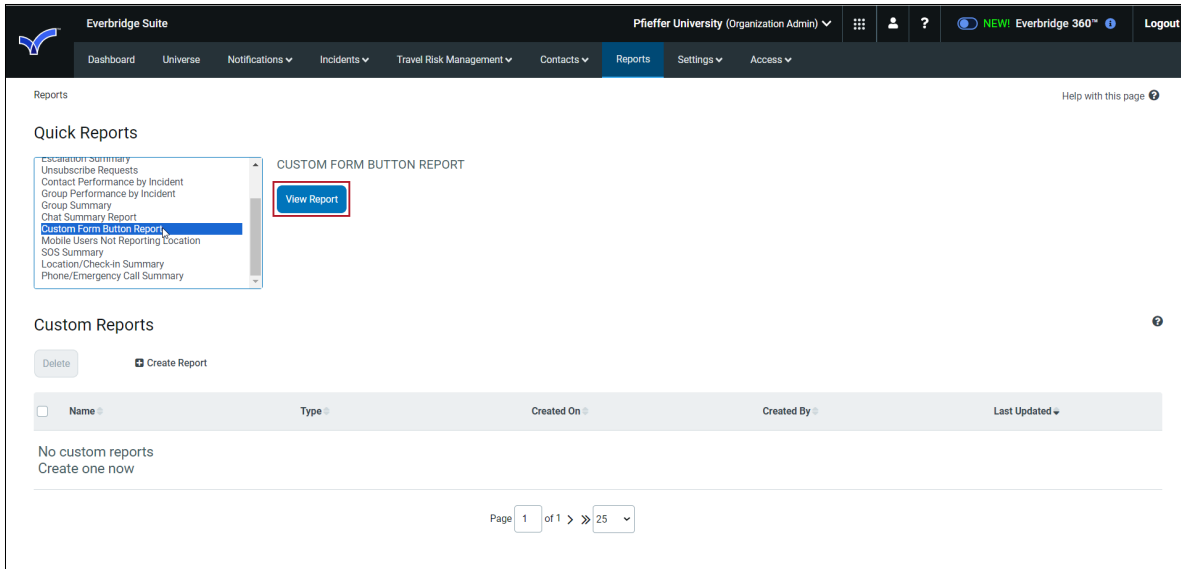 Everbridge Suite
Pfieffer University (Organization Admin)
?
NEW! Everbridge 360™
Logout
Dashboard Universe Notifications Incidents Travel Risk Management Contacts Reports Settings Access
Reports
Help with this page ?
Quick Reports
Escalation Summary
Unsubscribe Requests
Contact Performance by Incident
Group Performance by Incident
Group Summary
Chat Summary Report
Custom Form Button Report
Mobile Users Not Reporting Location
SOS Summary
Location/Check-in Summary
Phone/Emergency Call Summary
CUSTOM FORM BUTTON REPORT
View Report
Custom Reports
?
Delete
Create Report
Name Type Created On Created By Last Updated
No custom reports
Create one now
Page 1 of 1 25